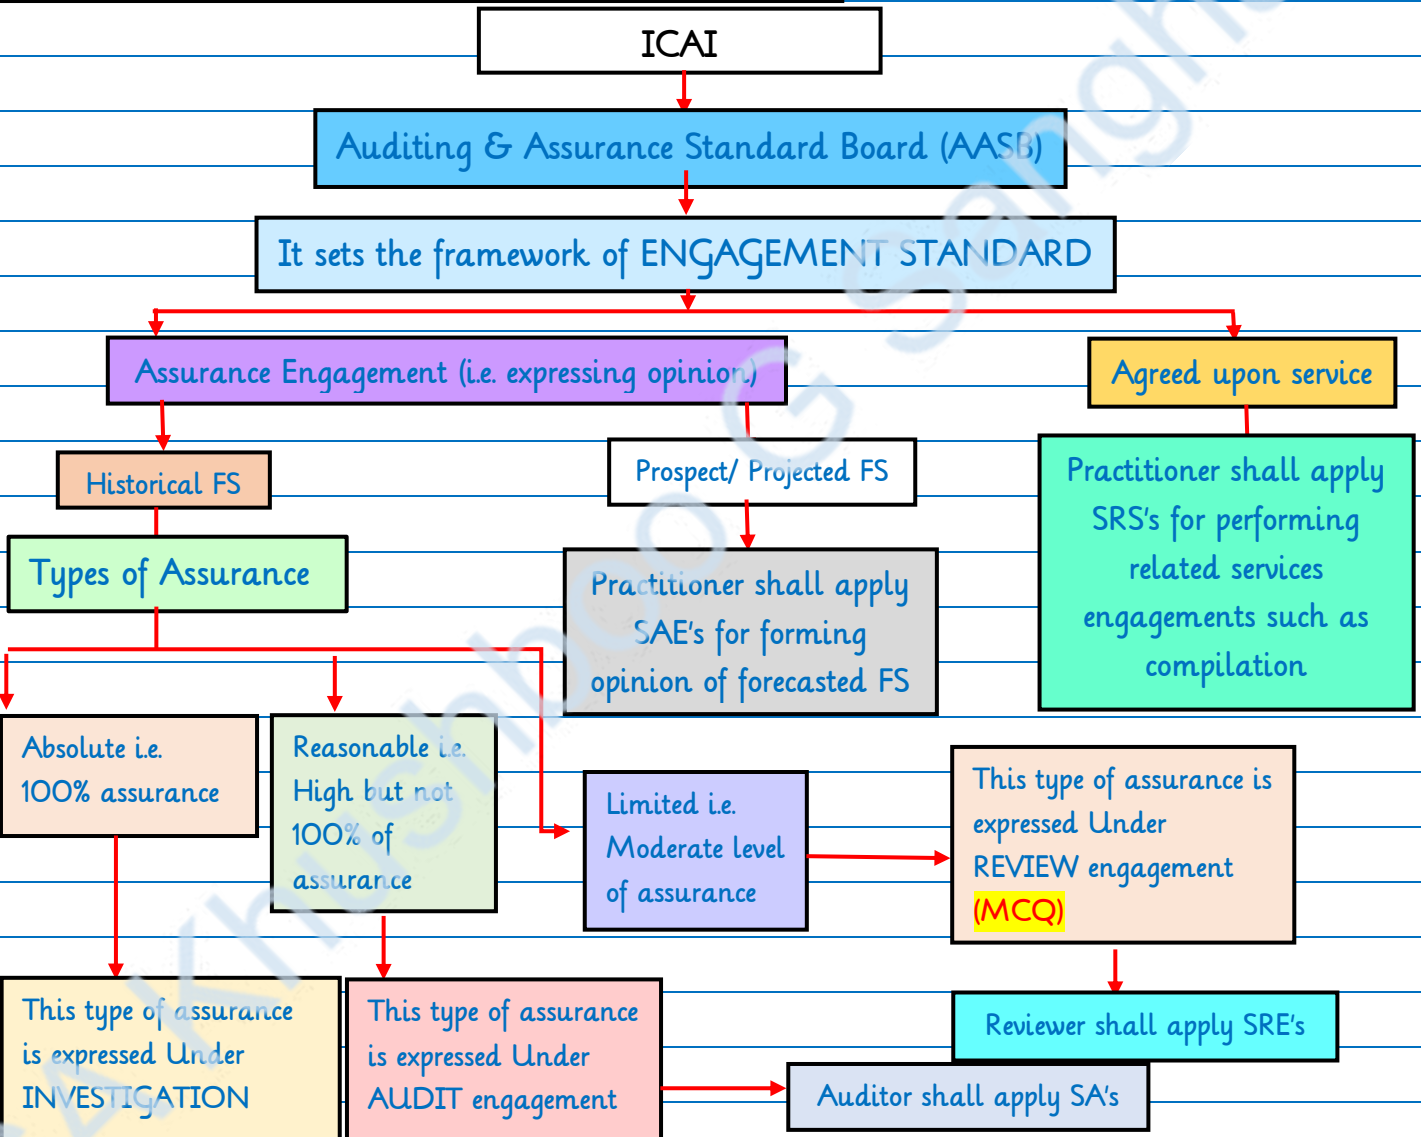 ICAI
Auditing & Assurance Standard Board (AASB)
It sets the framework of ENGAGEMENT STANDARD
Assurance Engagement (i.e. expressing opinion)
Agreed upon service
Historical FS
Prospect/ Projected FS
Practitioner shall apply
SRS's for performing
related services
engagements such as
compilation
Types of Assurance
Practitioner shall apply
SAE's for forming
opinion of forecasted FS
Absolute i.e.
100% assurance
Reasonable i.e.
High but not
100% of
assurance
Limited i.e.
Moderate level
of assurance
This type of assurance is
expressed Under
REVIEW engagement
(MCQ)
This type of assurance
is expressed Under
INVESTIGATION
This type of assurance
is expressed Under
AUDIT engagement
Reviewer shall apply SRE's
Auditor shall apply SA's
CA Khushboo G Sangh